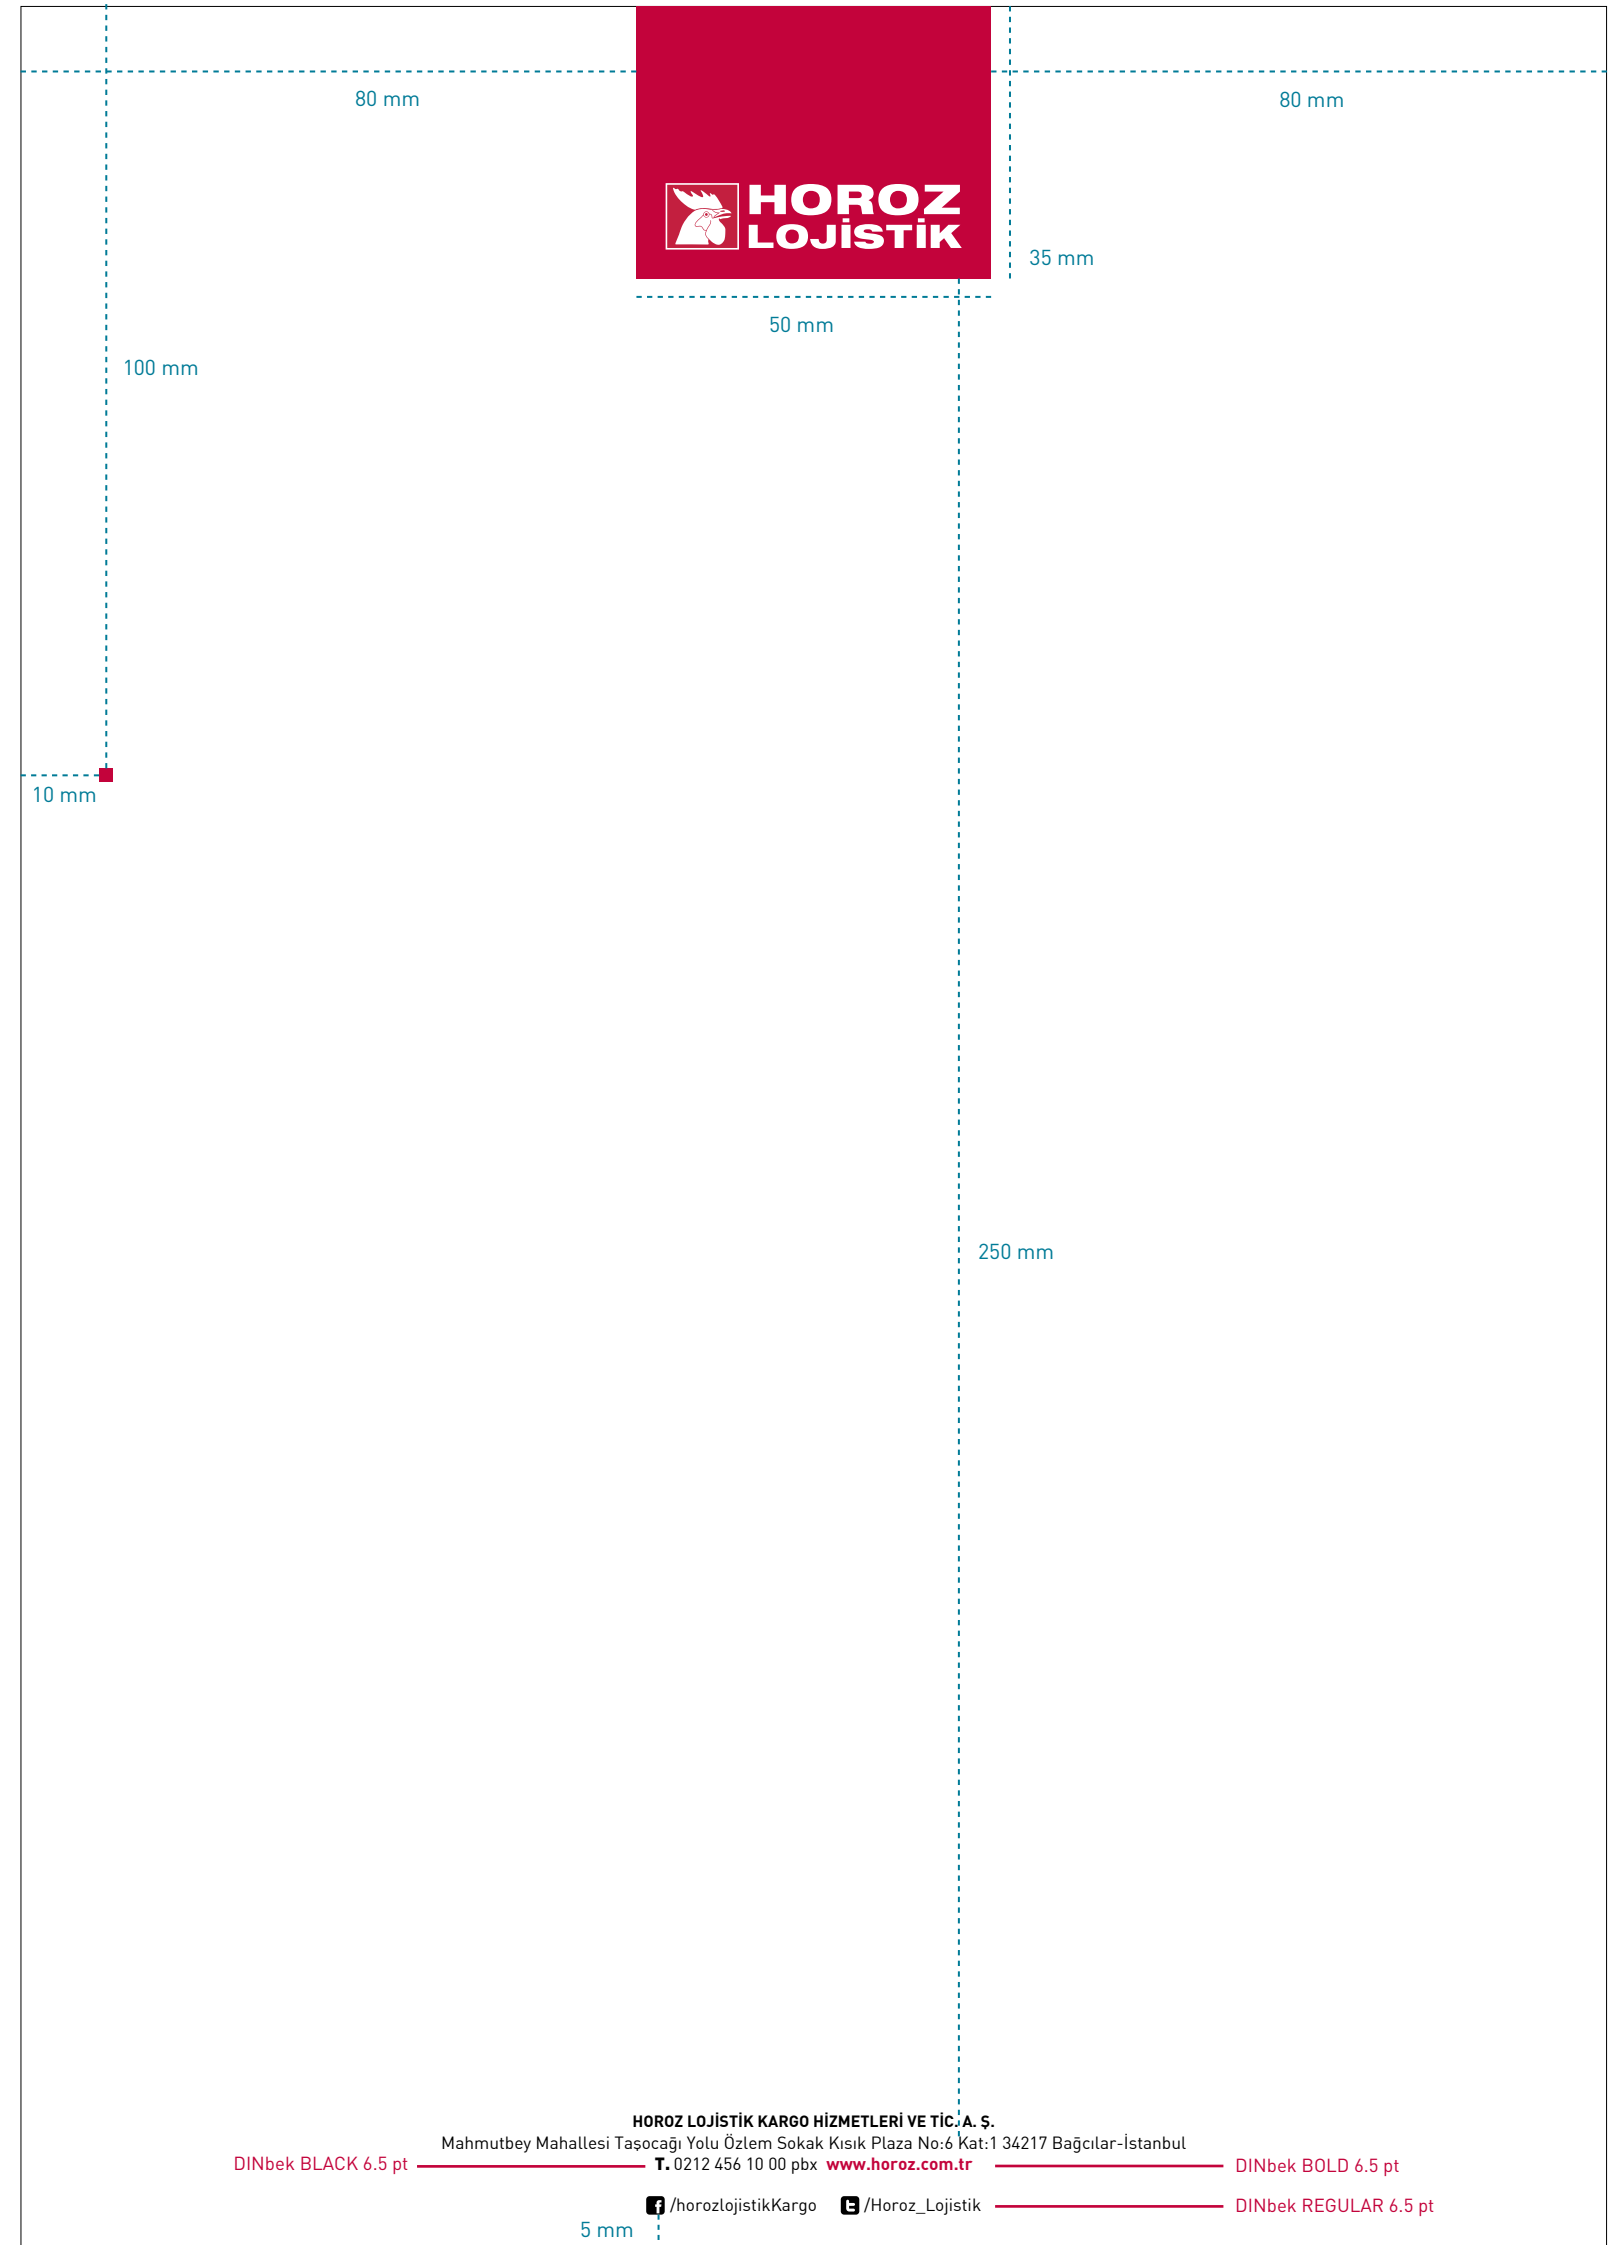 80 mm
80 mm
HOROZ
LOJİSTİK
35 mm
50 mm
100 mm
10 mm
250 mm
HOROZ LOJİSTİK KARGO HİZMETLERİ VE TİC. A. Ş.
Mahmutbey Mahallesi Taşocağı Yolu Özlem Sokak Kısık Plaza No:6 Kat:1 34217 Bağcılar-İstanbul
DINbek BLACK 6.5 pt T. 0212 456 10 00 pbx www.horoz.com.tr DINbek BOLD 6.5 pt
/horozlojistikKargo /Horoz_Lojistik DINbek REGULAR 6.5 pt
5 mm